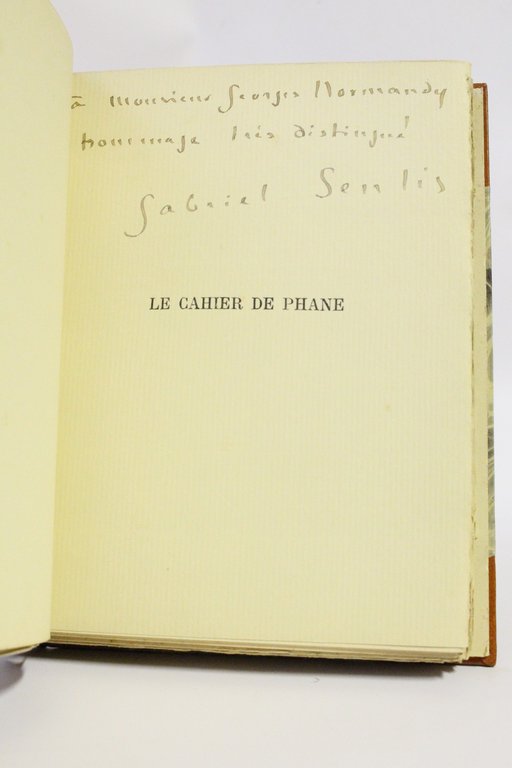 à Monsieur Georges Normandy
hommage très distingué
Gabriel Senlis
LE CAHIER DE PHANE